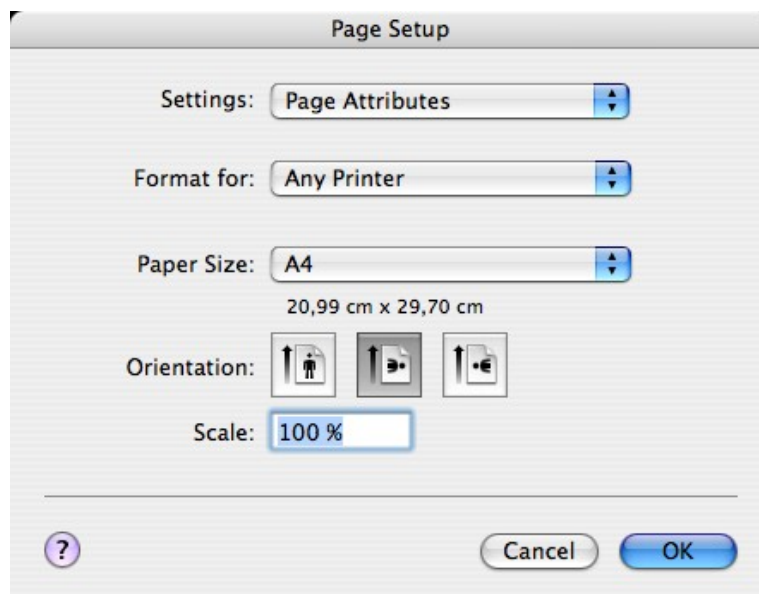 Page Setup
Settings: Page Attributes
Format for: Any Printer
Paper Size: A4
20,99 cm x 29,70 cm
Orientation:
Scale: 100 %
? Cancel OK